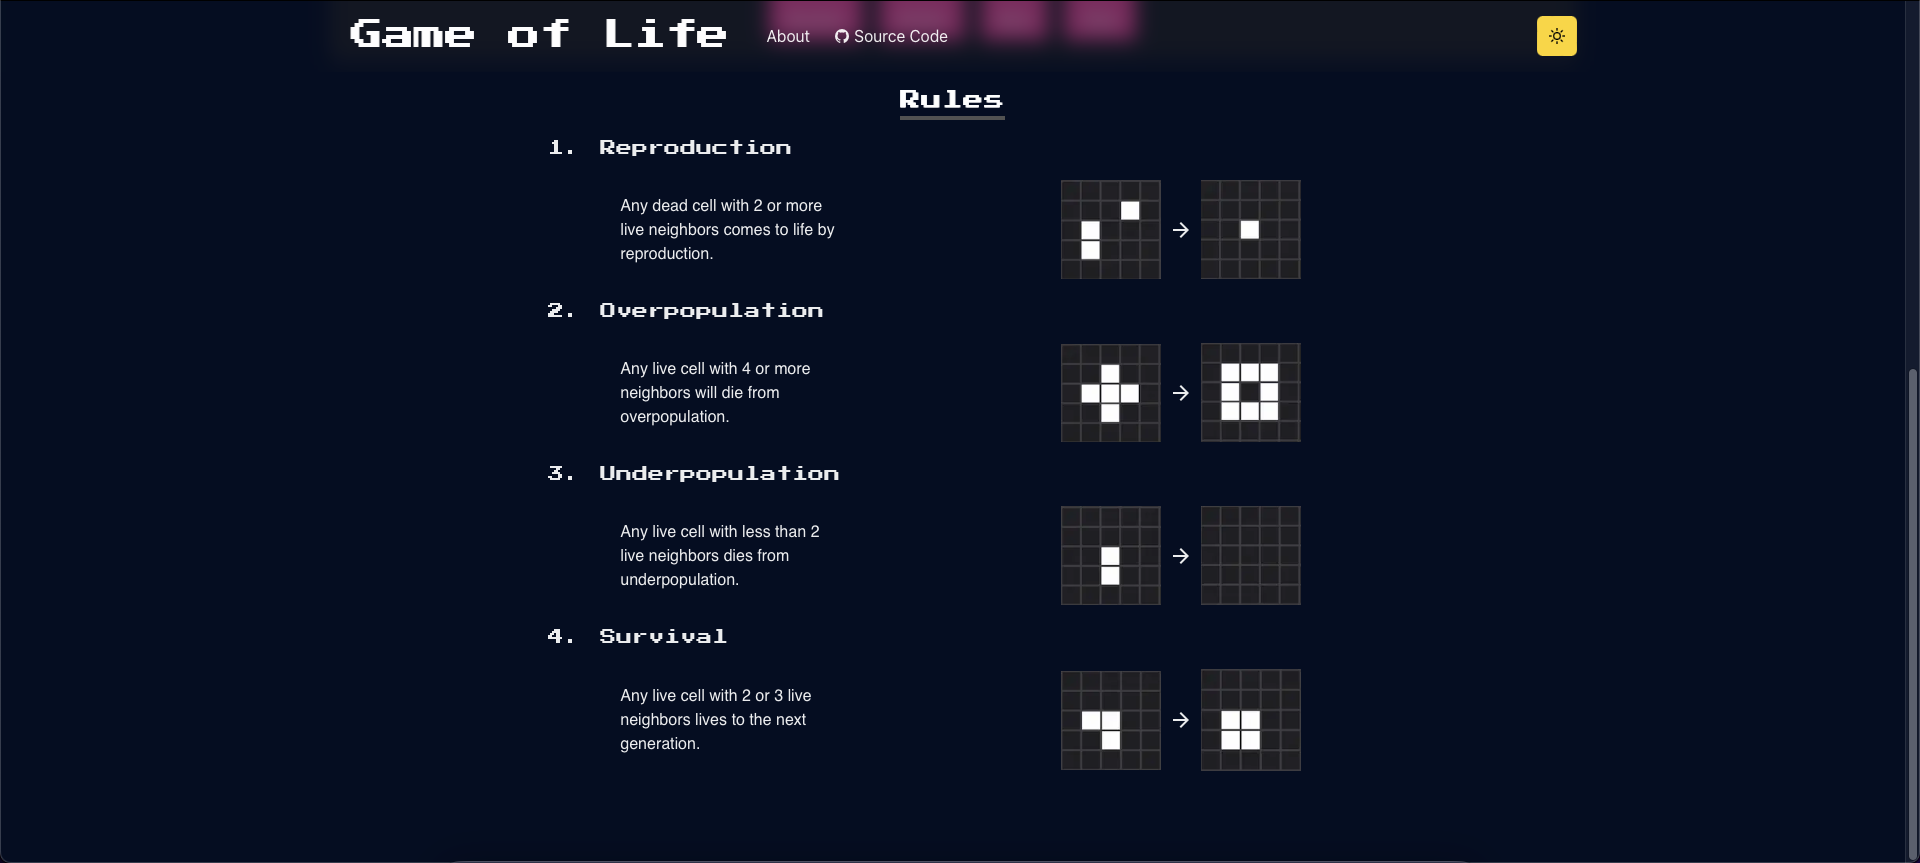 Game of Life
About
Source Code
Rules
1. Reproduction
Any dead cell with 2 or more
live neighbors comes to life by
reproduction.
2. Overpopulation
Any live cell with 4 or more
neighbors will die from
overpopulation.
3. Underpopulation
Any live cell with less than 2
live neighbors dies from
underpopulation.
4. Survival
Any live cell with 2 or 3 live
neighbors lives to the next
generation.